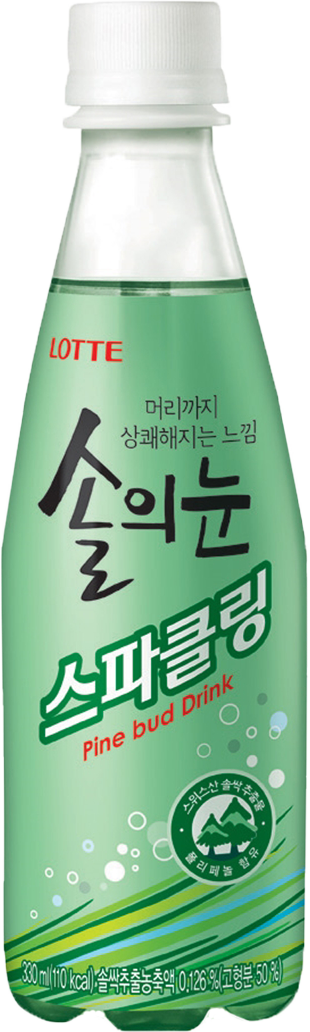 LOTTE
머리까지
상쾌해지는 느낌
솔의눈
스파클링
Pine bud Drink
스위스산 솔싹추출물
폴리페놀 함유
330 ml(110 kcal)·솔싹추출농축액 0.126 %(고형분 50 %)